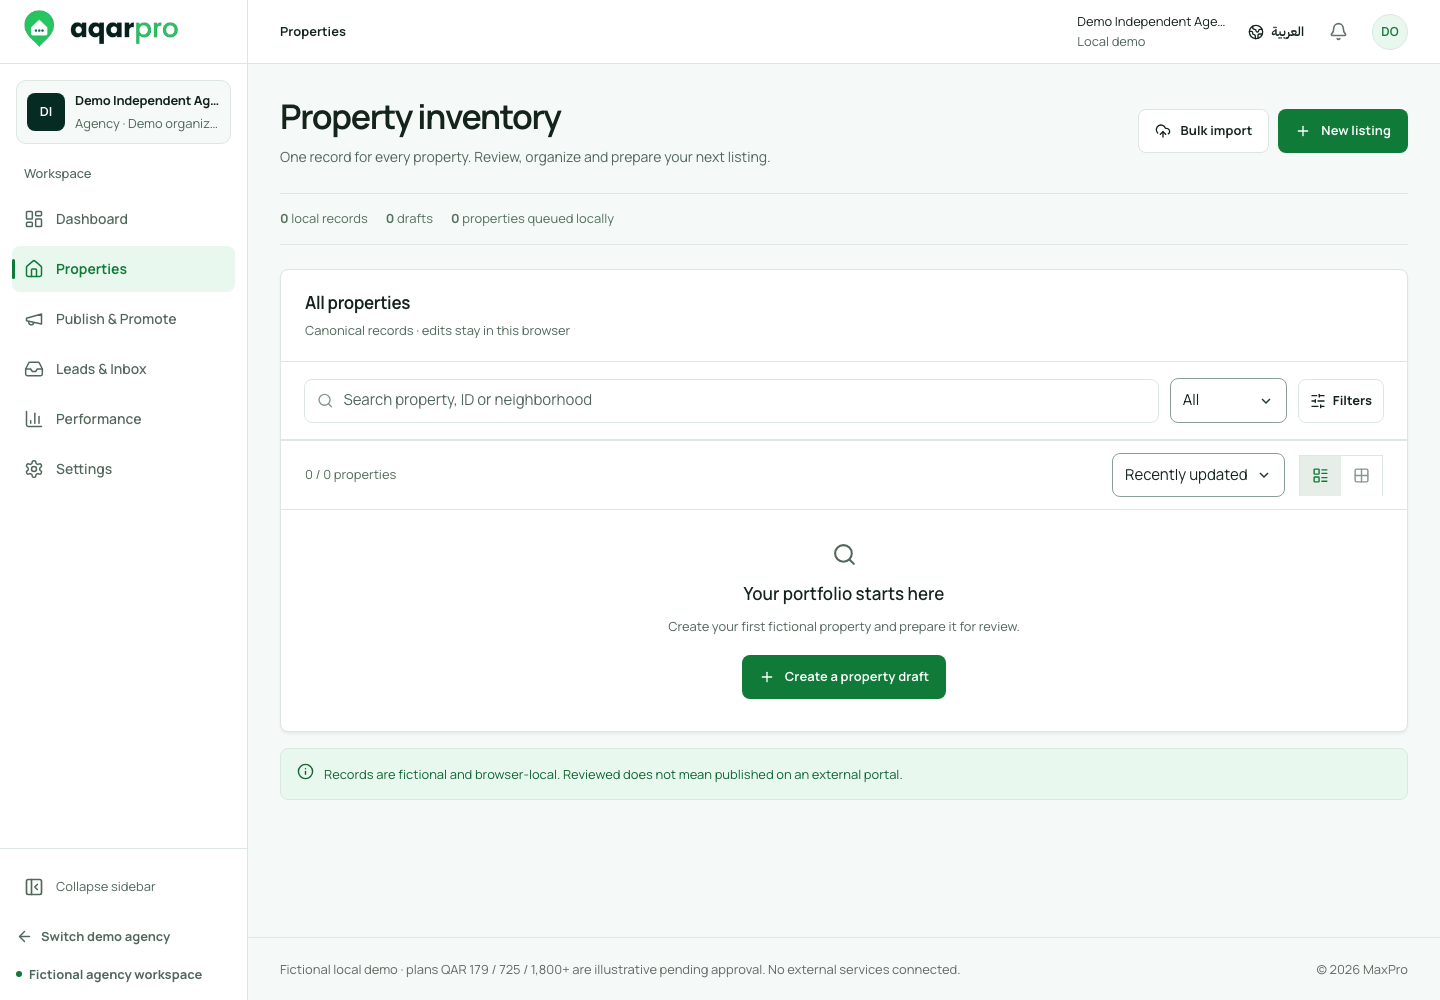 aqarpro
Properties
Demo Independent Age...
Local demo
العربية
DO
DI
Demo Independent Ag...
Agency · Demo organiz...
Workspace
Dashboard
Properties
Publish & Promote
Leads & Inbox
Performance
Settings
Collapse sidebar
Switch demo agency
Fictional agency workspace
Property inventory
One record for every property. Review, organize and prepare your next listing.
Bulk import
New listing
0 local records 0 drafts 0 properties queued locally
All properties
Canonical records · edits stay in this browser
Search property, ID or neighborhood
All
Filters
0 / 0 properties
Recently updated
Your portfolio starts here
Create your first fictional property and prepare it for review.
Create a property draft
Records are fictional and browser-local. Reviewed does not mean published on an external portal.
Fictional local demo · plans QAR 179 / 725 / 1,800+ are illustrative pending approval. No external services connected.
© 2026 MaxPro